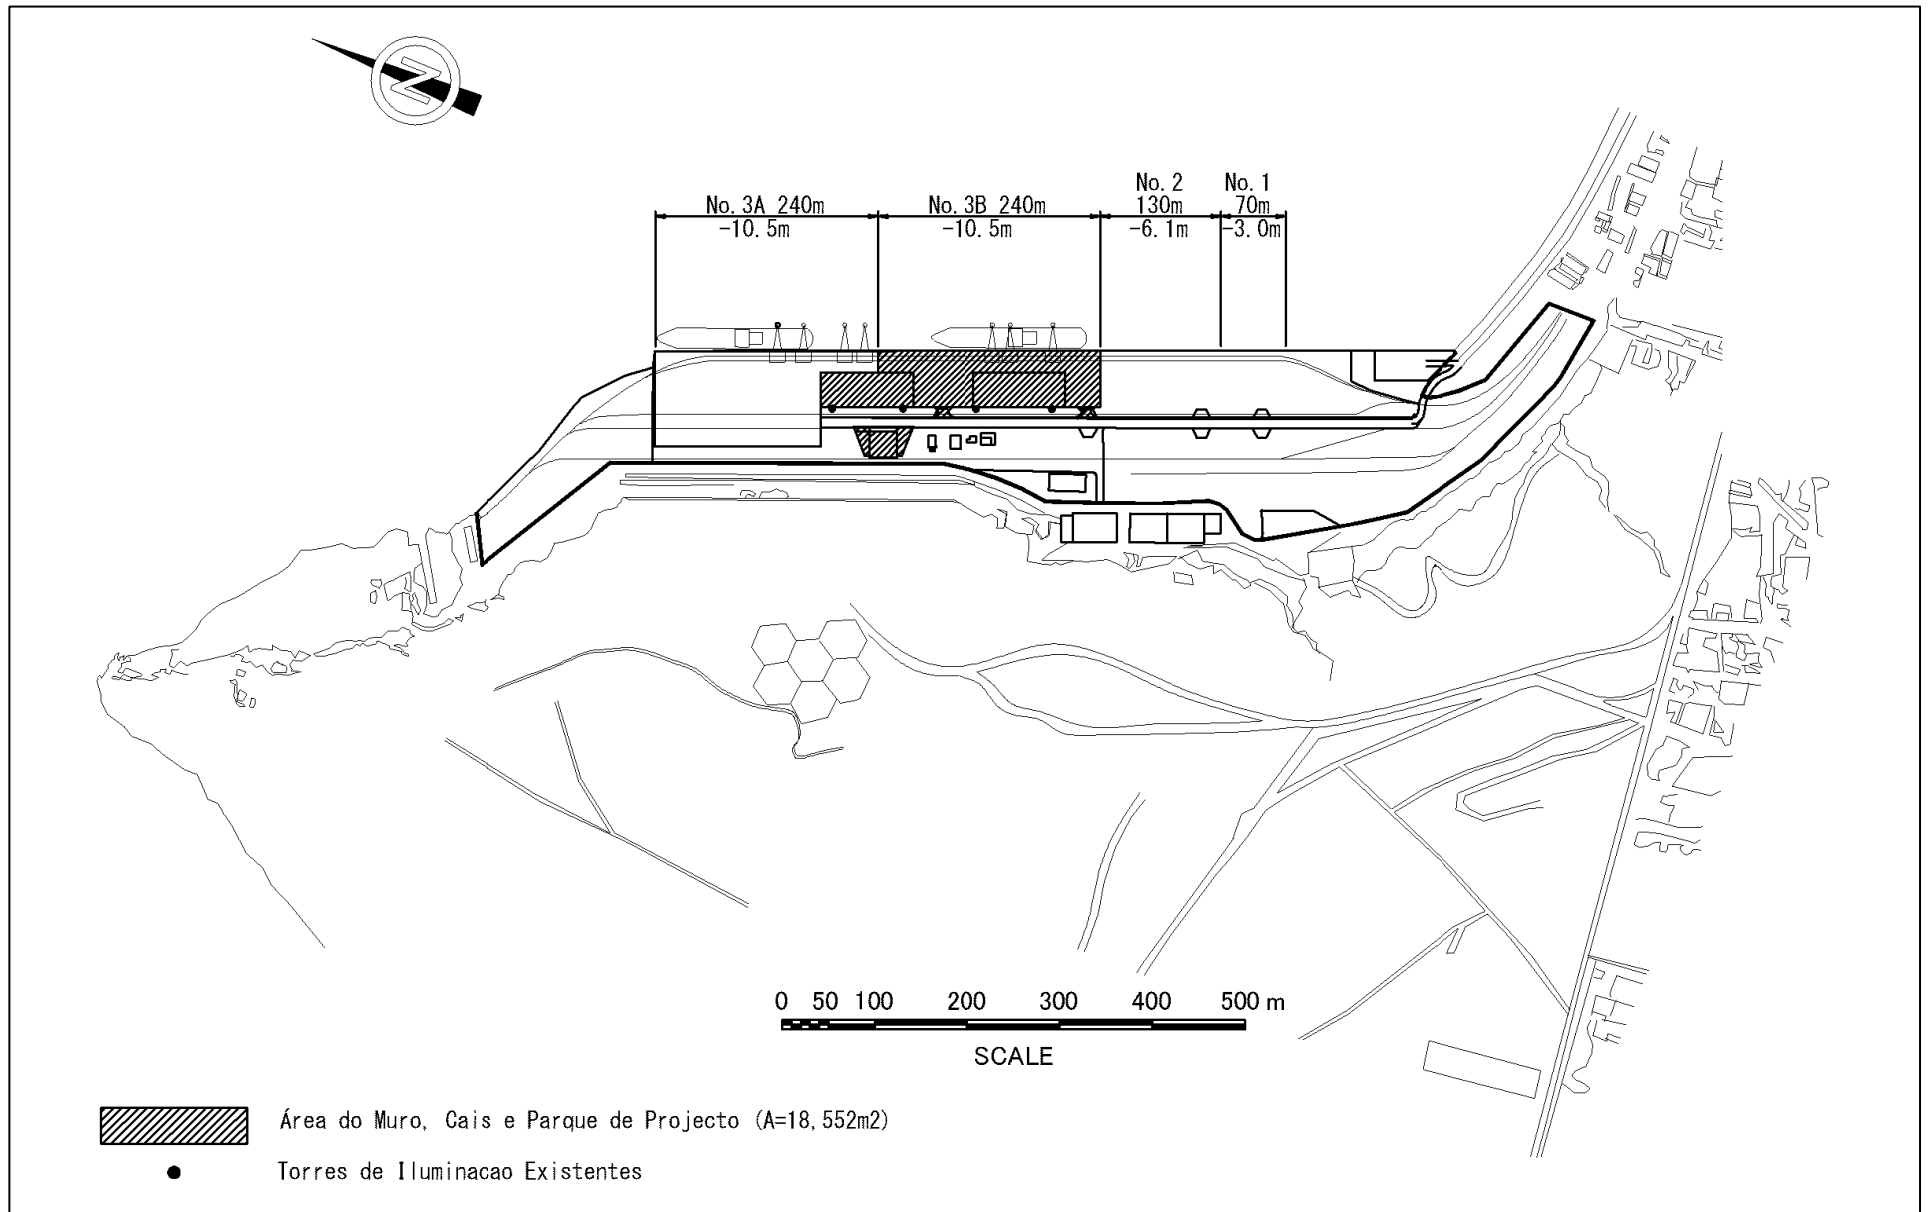 N
No. 2
No. 1
No. 3A 240m
No. 3B 240m
130m
70m
-10.5m
-10.5m
-6.1m
-3.0m
0 50 100 200 300 400 500 m
SCALE
Área do Muro, Cais e Parque de Projecto (A=18,552m2)
Torres de Iluminacao Existentes